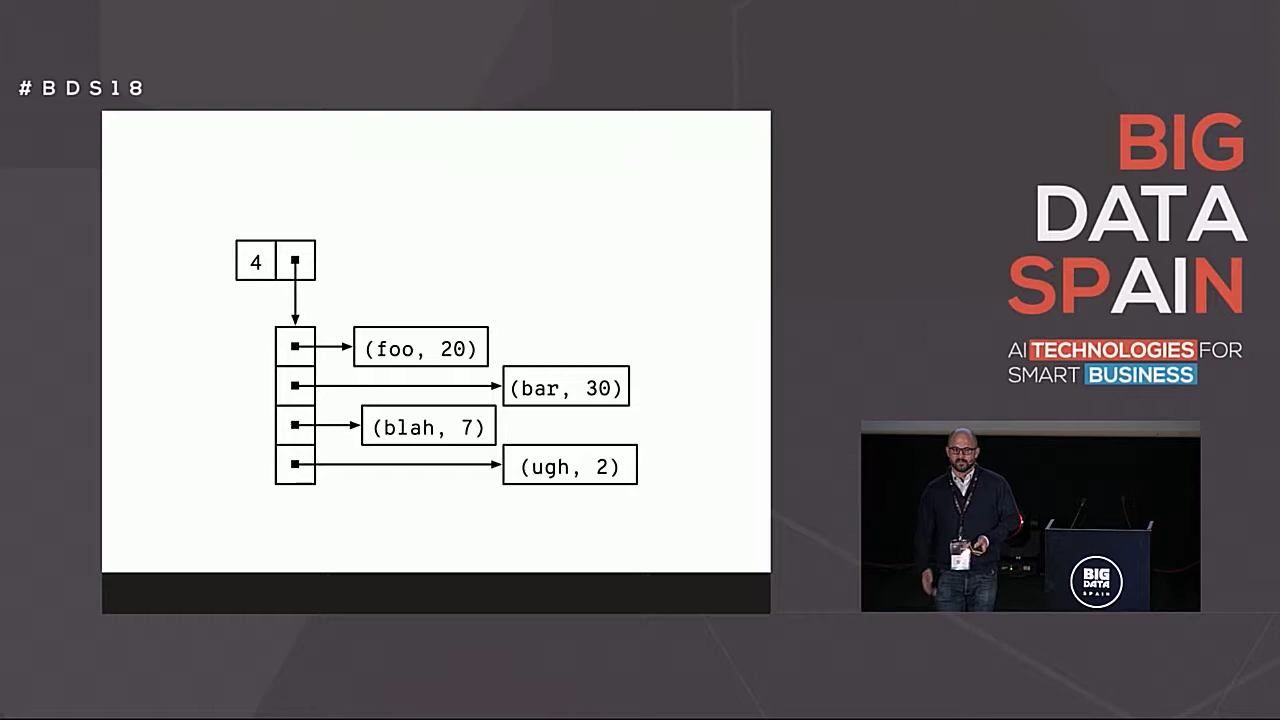 #BDS18
4
(foo, 20)
(bar, 30)
(blah, 7)
(ugh, 2)
BIG
DATA
SPAIN
AI TECHNOLOGIES FOR
SMART BUSINESS
BIG
DATA
SPAIN